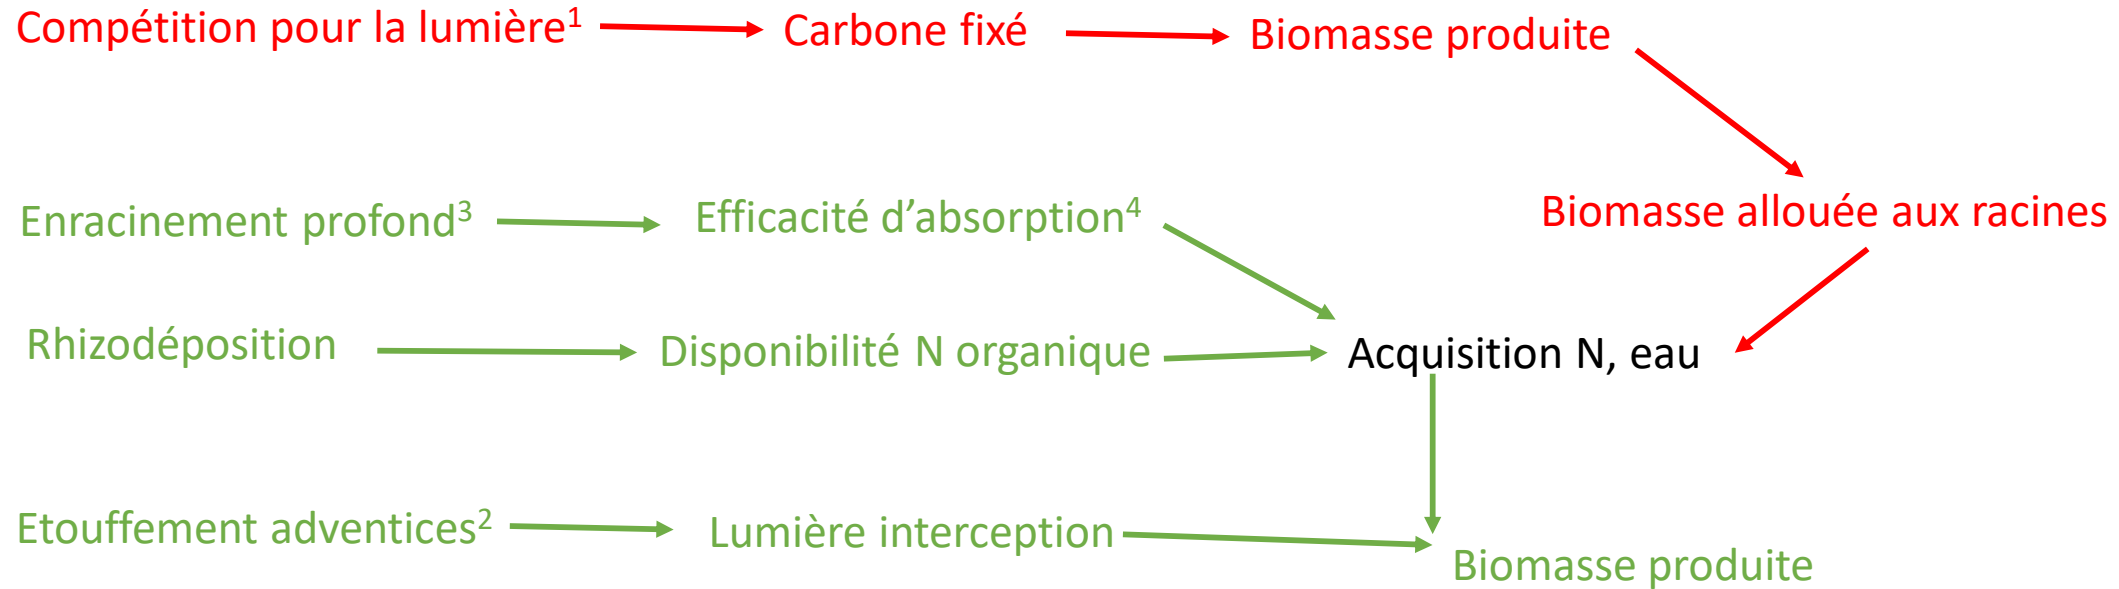 Compétition pour la lumière¹
Carbone fixé
Biomasse produite
Enracinement profond³
Efficacité d’absorption⁴
Biomasse allouée aux racines
Rhizodéposition
Disponibilité N organique
Acquisition N, eau
Etouffement adventices²
Lumière interception
Biomasse produite